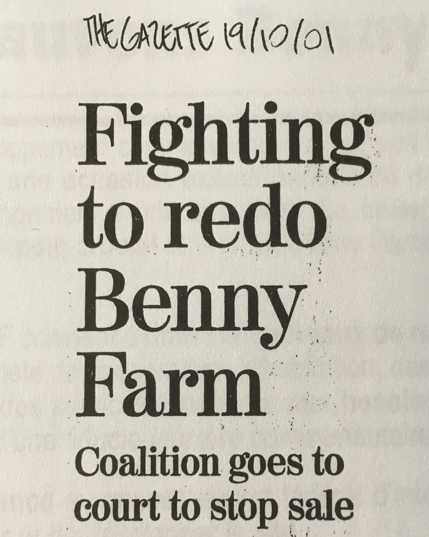 THE GAZETTE 19/10/01
Fighting
to redo
Benny
Farm
Coalition goes to
court to stop sale